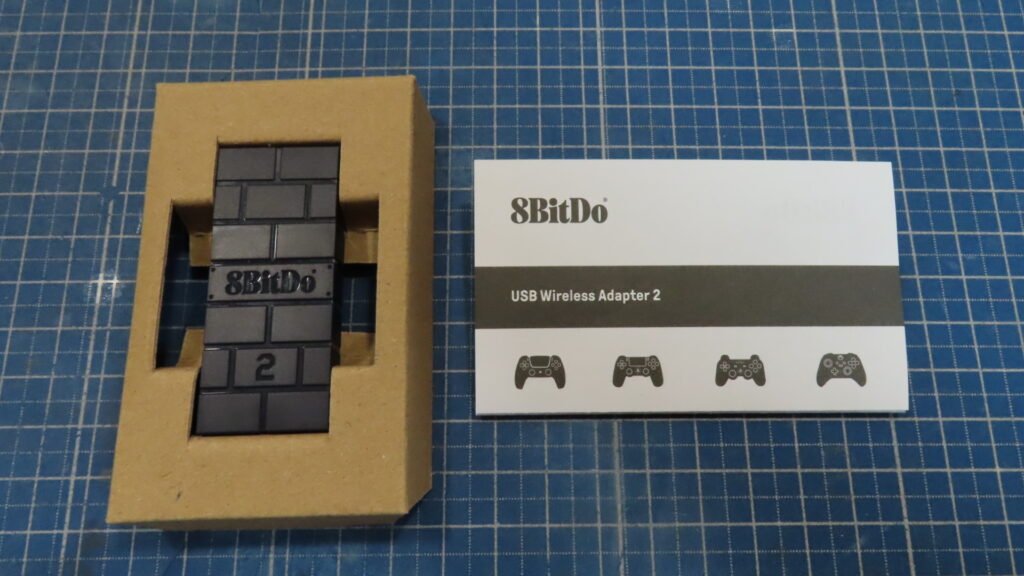 8BitDo
2
8BitDo
USB Wireless Adapter 2